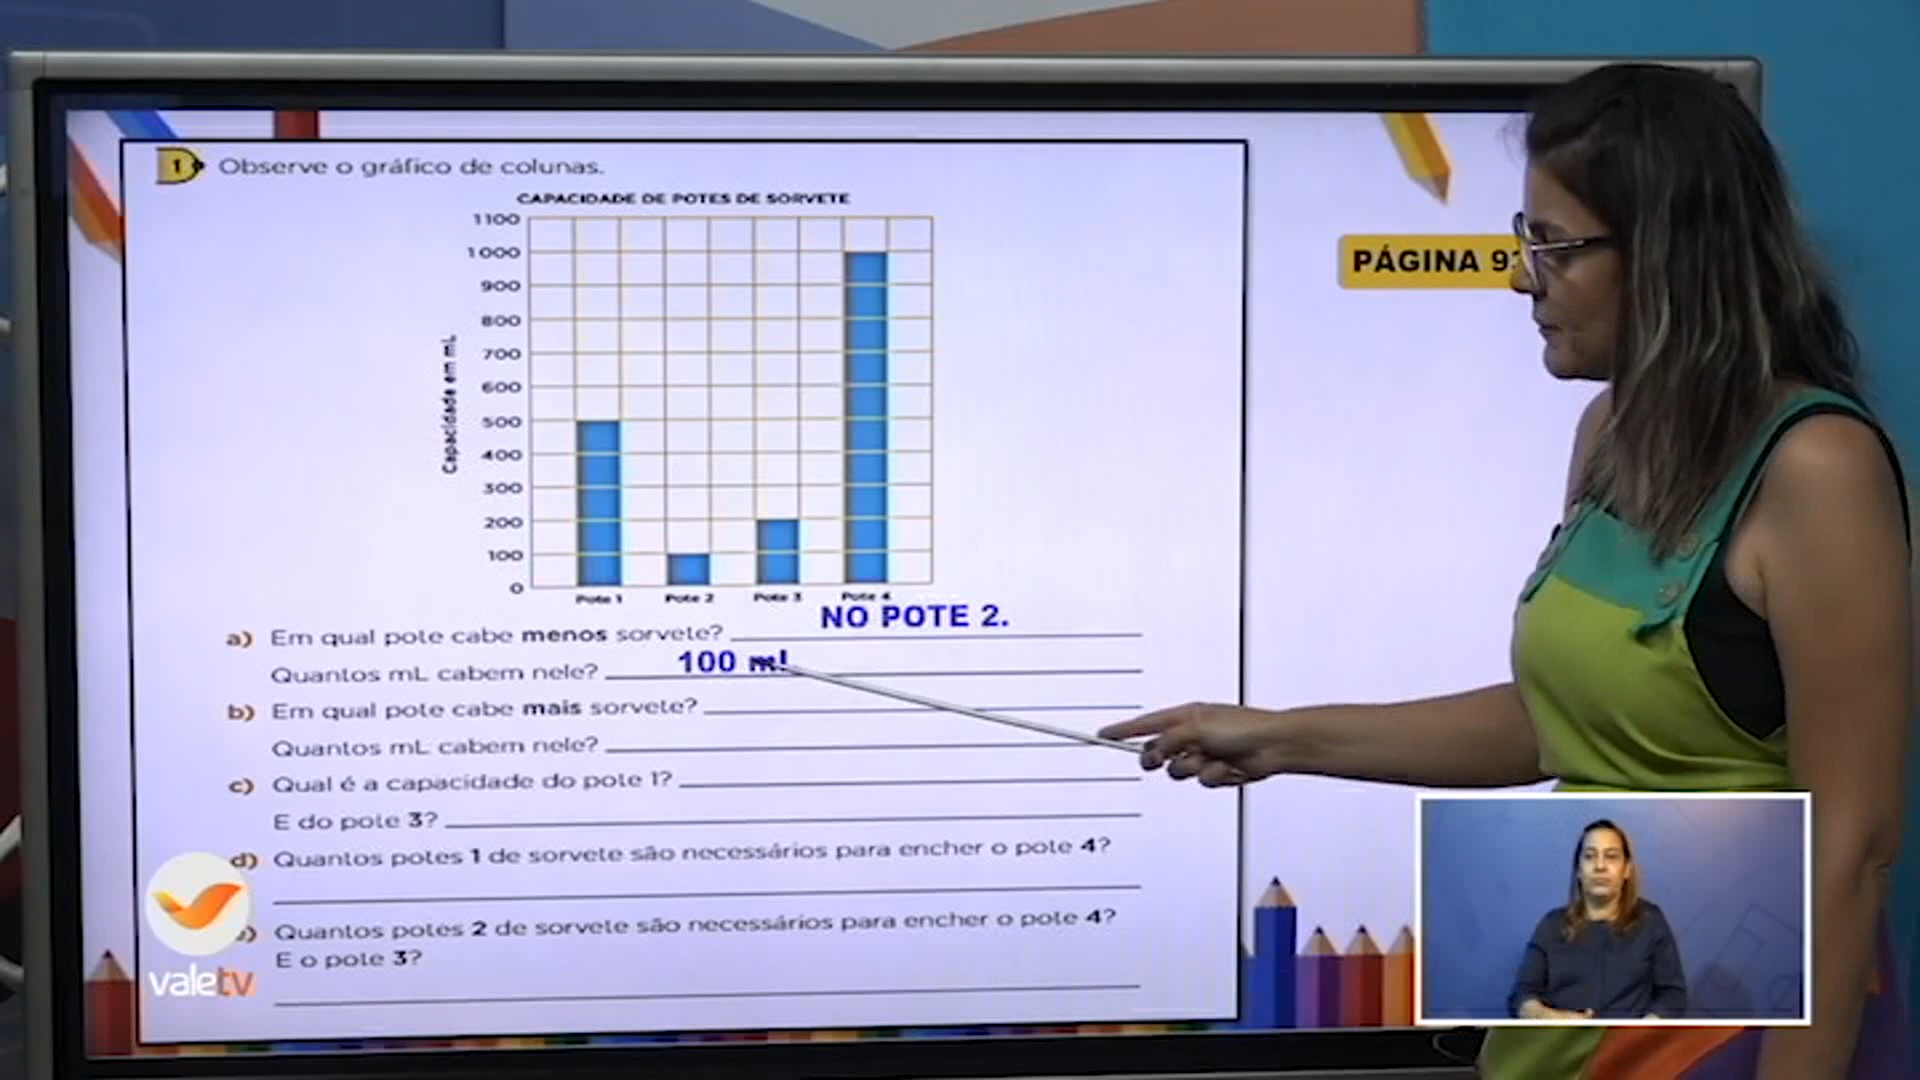 1 Observe o gráfico de colunas.
CAPACIDADE DE POTES DE SORVETE
Capacidade em mL
1100
1000
900
800
700
600
500
400
300
200
100
0
Pote 1 Pote 2 Pote 3 Pote 4
a) Em qual pote cabe menos sorvete? NO POTE 2.
Quantos mL cabem nele? 100 ml
b) Em qual pote cabe mais sorvete?
Quantos mL cabem nele?
c) Qual é a capacidade do pote 1?
E do pote 3?
d) Quantos potes 1 de sorvete são necessários para encher o pote 4?
Quantos potes 2 de sorvete são necessários para encher o pote 4?
E o pote 3?
PÁGINA
valetv